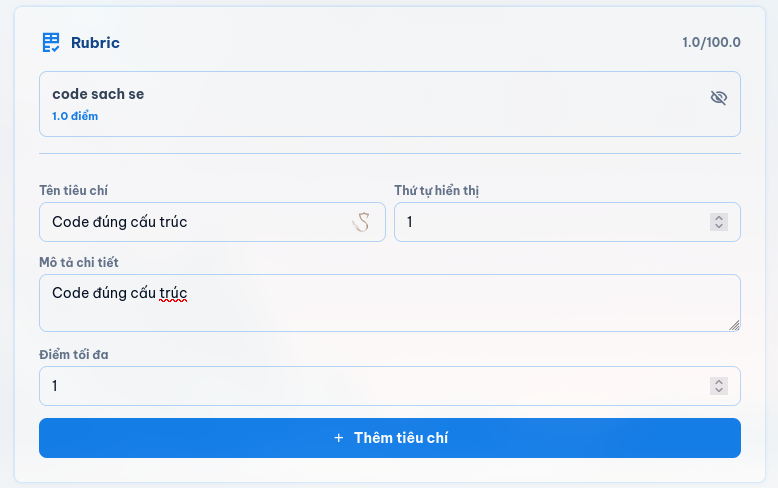 Rubric
1.0/100.0
code sach se
1.0 điểm
Tên tiêu chí
Thứ tự hiển thị
Code đúng cấu trúc
1
Mô tả chi tiết
Code đúng cấu trúc
Điểm tối đa
1
+ Thêm tiêu chí